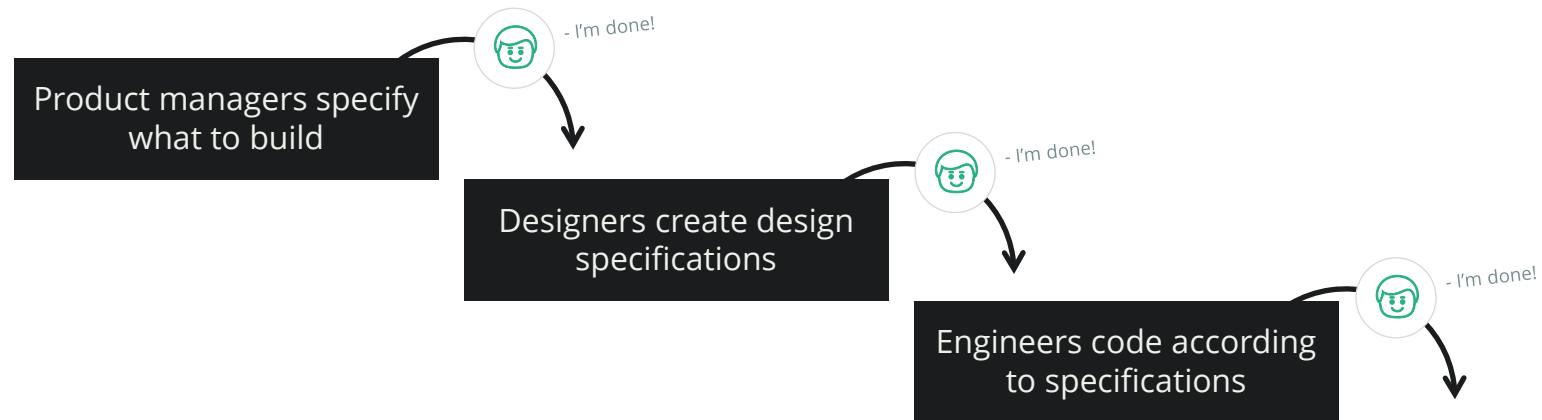 - I'm done!
Product managers specify
what to build
- I'm done!
Designers create design
specifications
- I'm done!
Engineers code according
to specifications